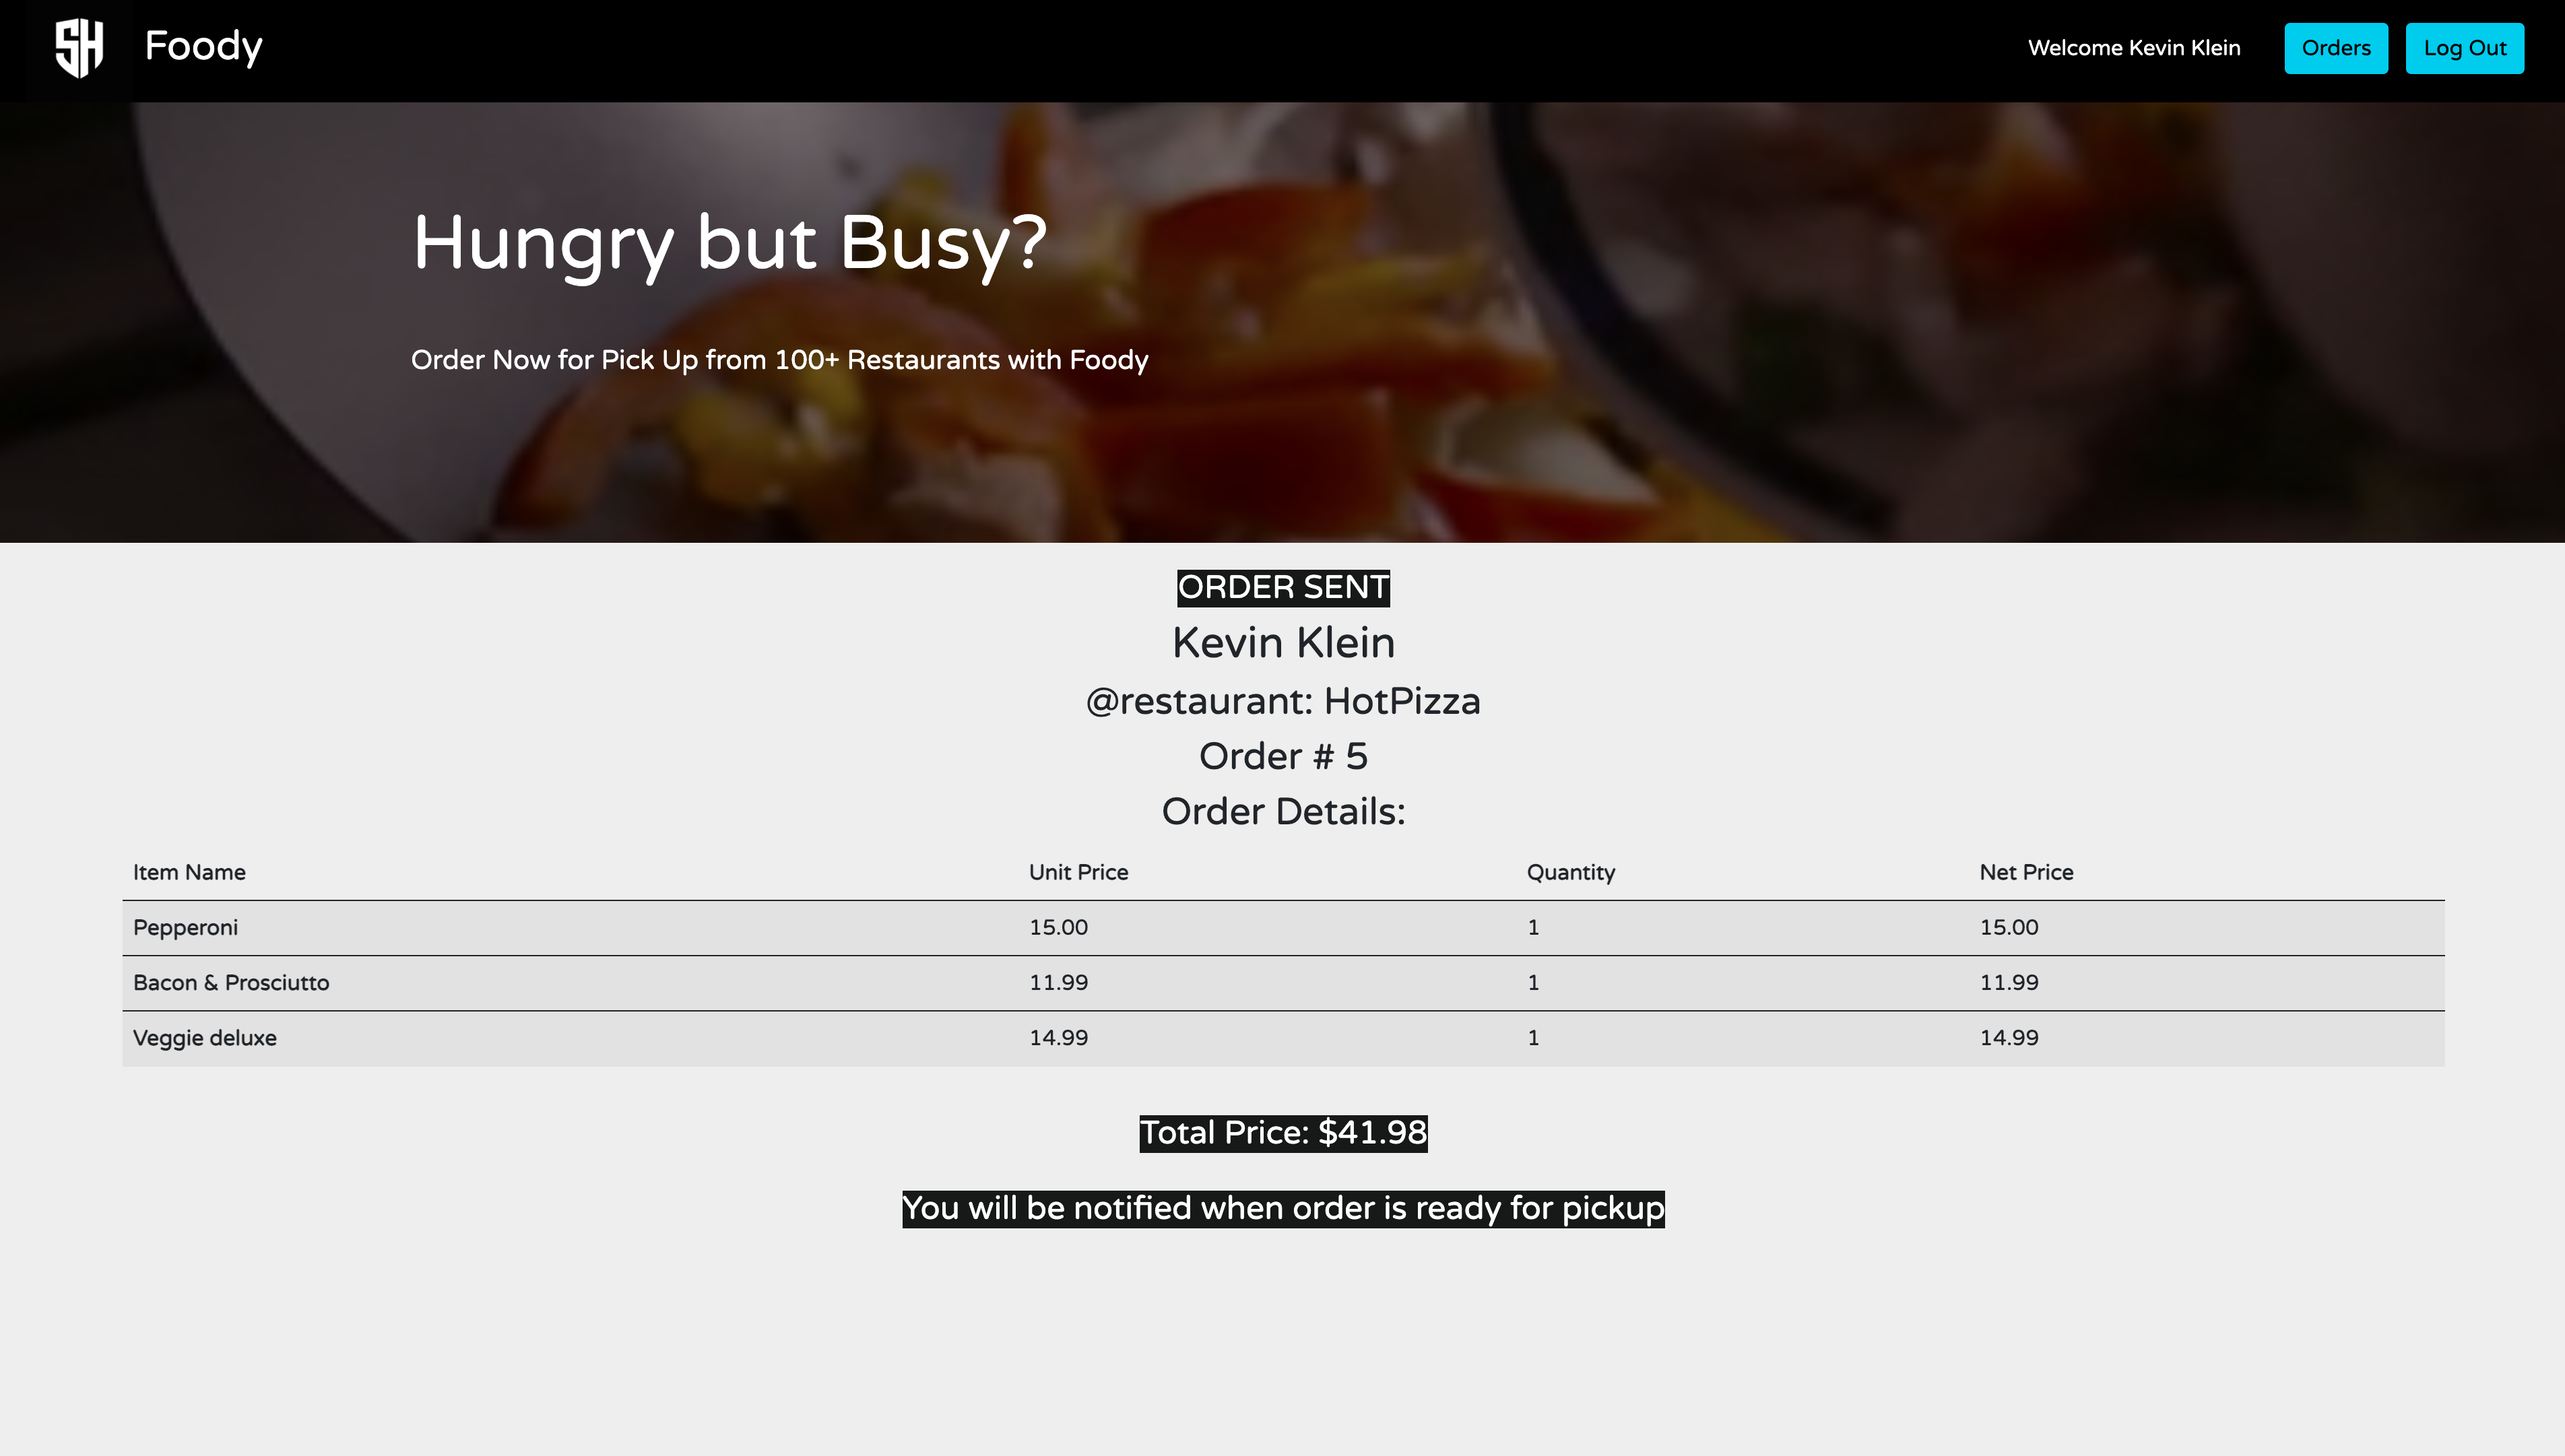 SH Foody
Welcome Kevin Klein
Orders
Log Out
Hungry but Busy?
Order Now for Pick Up from 100+ Restaurants with Foody
ORDER SENT
Kevin Klein
@restaurant: HotPizza
Order # 5
Order Details:
Item Name Unit Price Quantity Net Price
Pepperoni 15.00 1 15.00
Bacon & Prosciutto 11.99 1 11.99
Veggie deluxe 14.99 1 14.99
Total Price: $41.98
You will be notified when order is ready for pickup